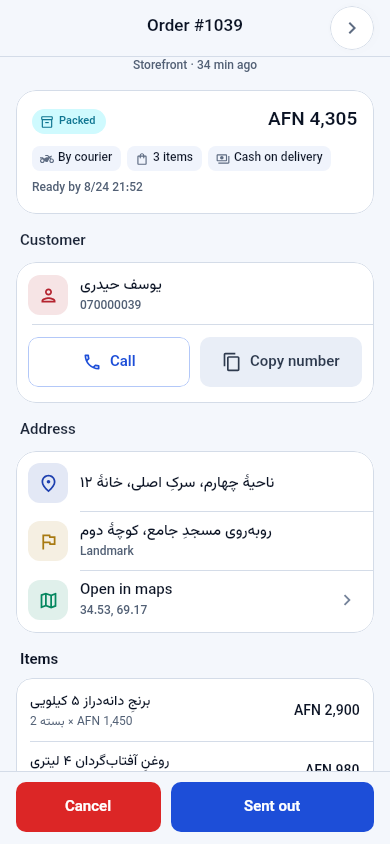 Order #1039
Storefront · 34 min ago
Packed
AFN 4,305
By courier
3 items
Cash on delivery
Ready by 8/24 21:52
Customer
یوسف حیدری
070000039
Call
Copy number
Address
ناحیهٔ چهارم، سرکِ اصلی، خانهٔ ۱۲
روبه‌روی مسجدِ جامع، کوچهٔ دوم
Landmark
Open in maps
34.53, 69.17
Items
برنجِ دانه‌دراز ۵ کیلویی
AFN 2,900
2 بسته × AFN 1,450
روغنِ آفتاب‌گردان ۴ لیتری
AFN 980
Cancel
Sent out